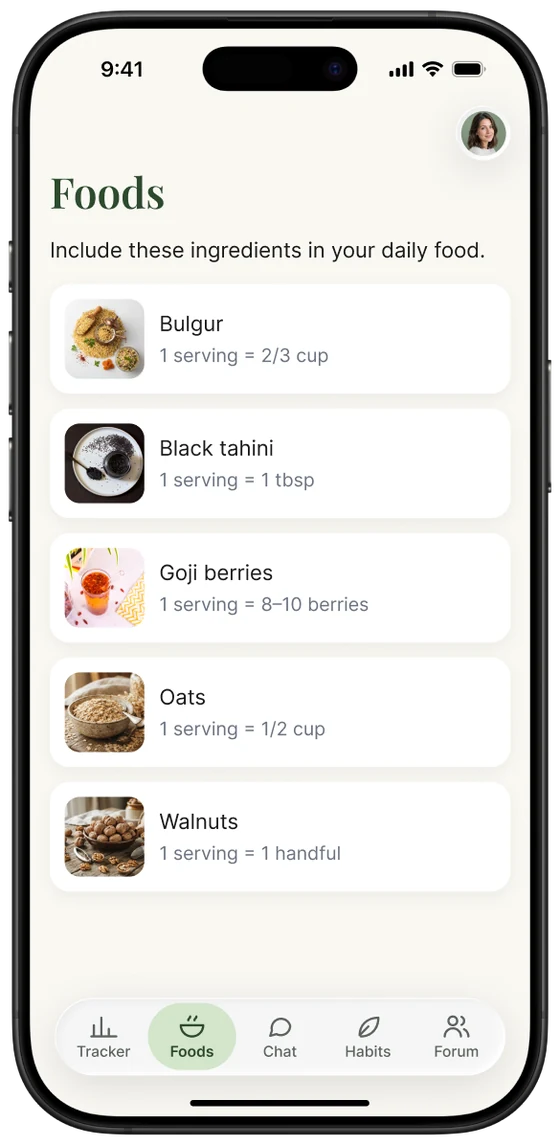 9:41
Foods
Include these ingredients in your daily food.
Bulgur
1 serving = 2/3 cup
Black tahini
1 serving = 1 tbsp
Goji berries
1 serving = 8–10 berries
Oats
1 serving = 1/2 cup
Walnuts
1 serving = 1 handful
Tracker
Foods
Chat
Habits
Forum